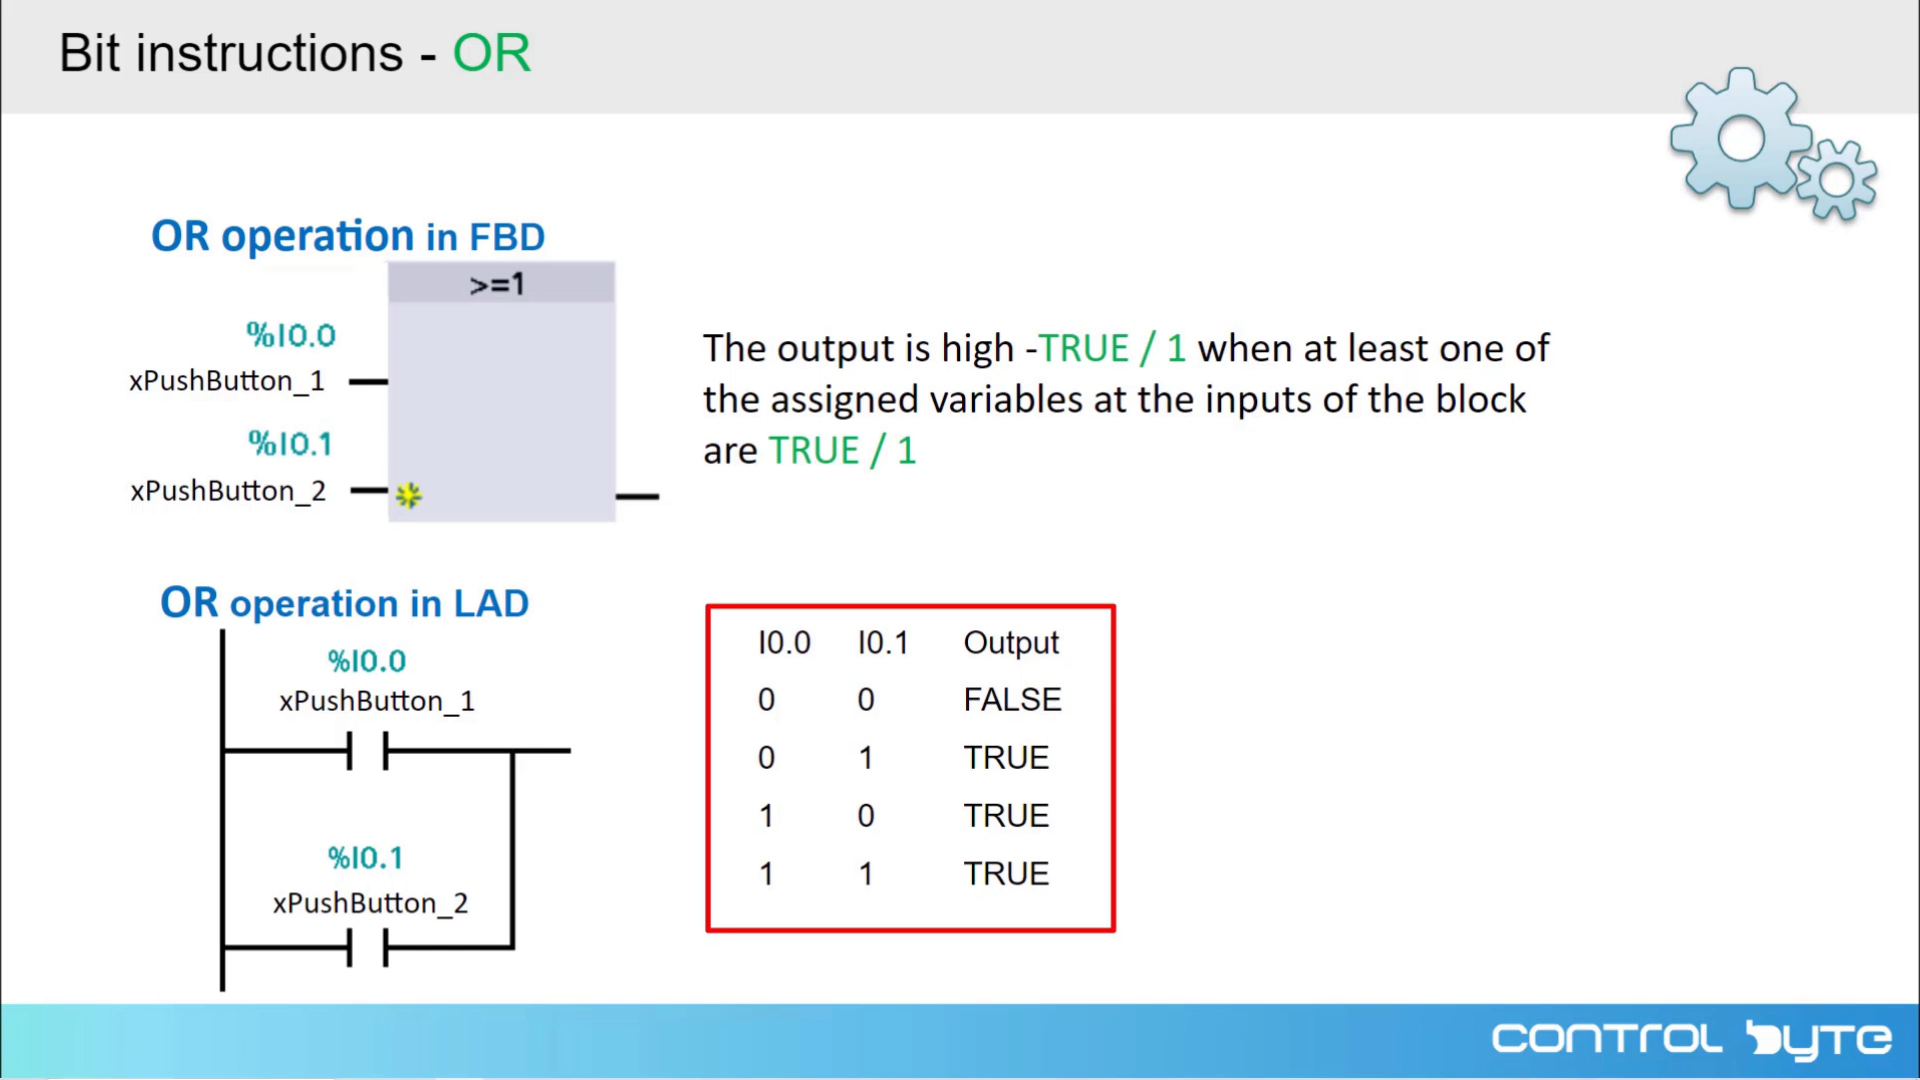 Bit instructions - OR
OR operation in FBD
>=1
%I0.0
xPushButton_1
%I0.1
xPushButton_2
The output is high -TRUE / 1 when at least one of
the assigned variables at the inputs of the block
are TRUE / 1
OR operation in LAD
%I0.0
xPushButton_1
%I0.1
xPushButton_2
I0.0 I0.1 Output
0 0 FALSE
0 1 TRUE
1 0 TRUE
1 1 TRUE
CONTROL BYTE